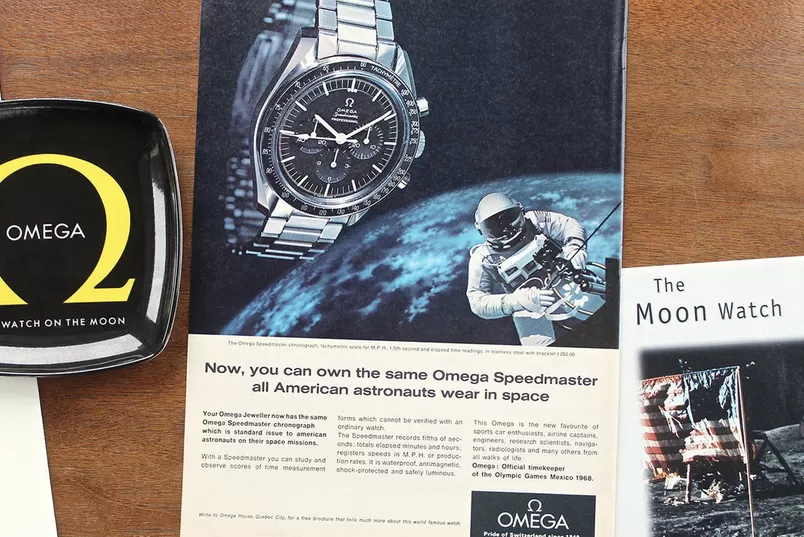 OMEGA
WATCH ON THE MOON
TACHYMETRE
Ω
OMEGA
Speedmaster
PROFESSIONAL
The Omega Speedmaster chronograph, tachymetric scale for M.P.H., 1/5th second and elapsed time readings. In stainless steel with bracelet $250.00
Now, you can own the same Omega Speedmaster
all American astronauts wear in space
Your Omega Jeweller now has the same
Omega Speedmaster chronograph
which is standard issue to american
astronauts on their space missions.
With a Speedmaster you can study and
observe scores of time measurement
forms which cannot be verified with an
ordinary watch.
The Speedmaster records fifths of sec-
onds: totals elapsed minutes and hours:
registers speeds in M. P. H. or produc-
tion rates. It is waterproof, antimagnetic,
shock-protected and safely luminous.
This Omega is the new favourite of
sports car enthusiasts, airline captains,
engineers, research scientists, naviga-
tors, radiologists and many others from
all walks of life.
Omega : Official timekeeper
of the Olympic Games Mexico 1968.
Write to Omega House, Quebec City, for a free brochure that tells much more about this world famous watch.
Ω
OMEGA
Pride of Switzerland since 1848
The
Moon Watch